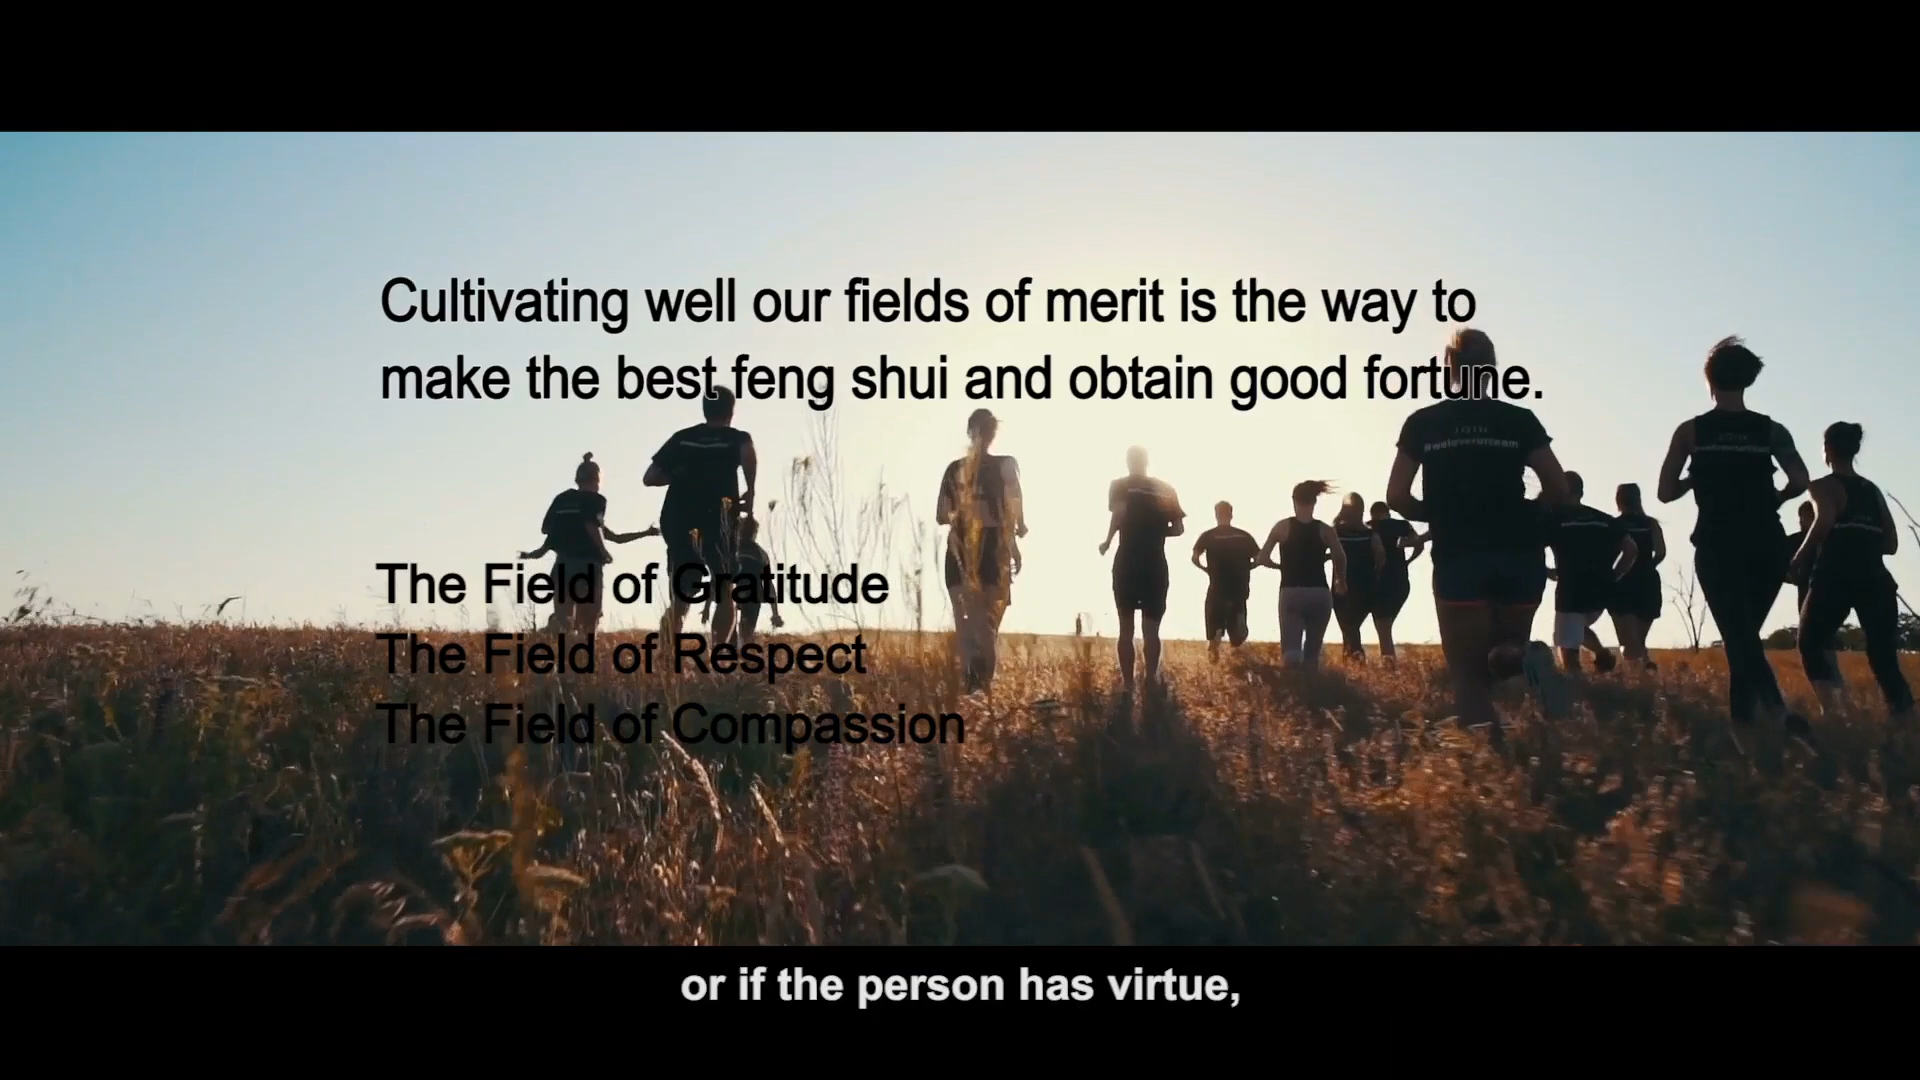 Cultivating well our fields of merit is the way to
make the best feng shui and obtain good fortune.
The Field of Gratitude
The Field of Respect
The Field of Compassion
or if the person has virtue,